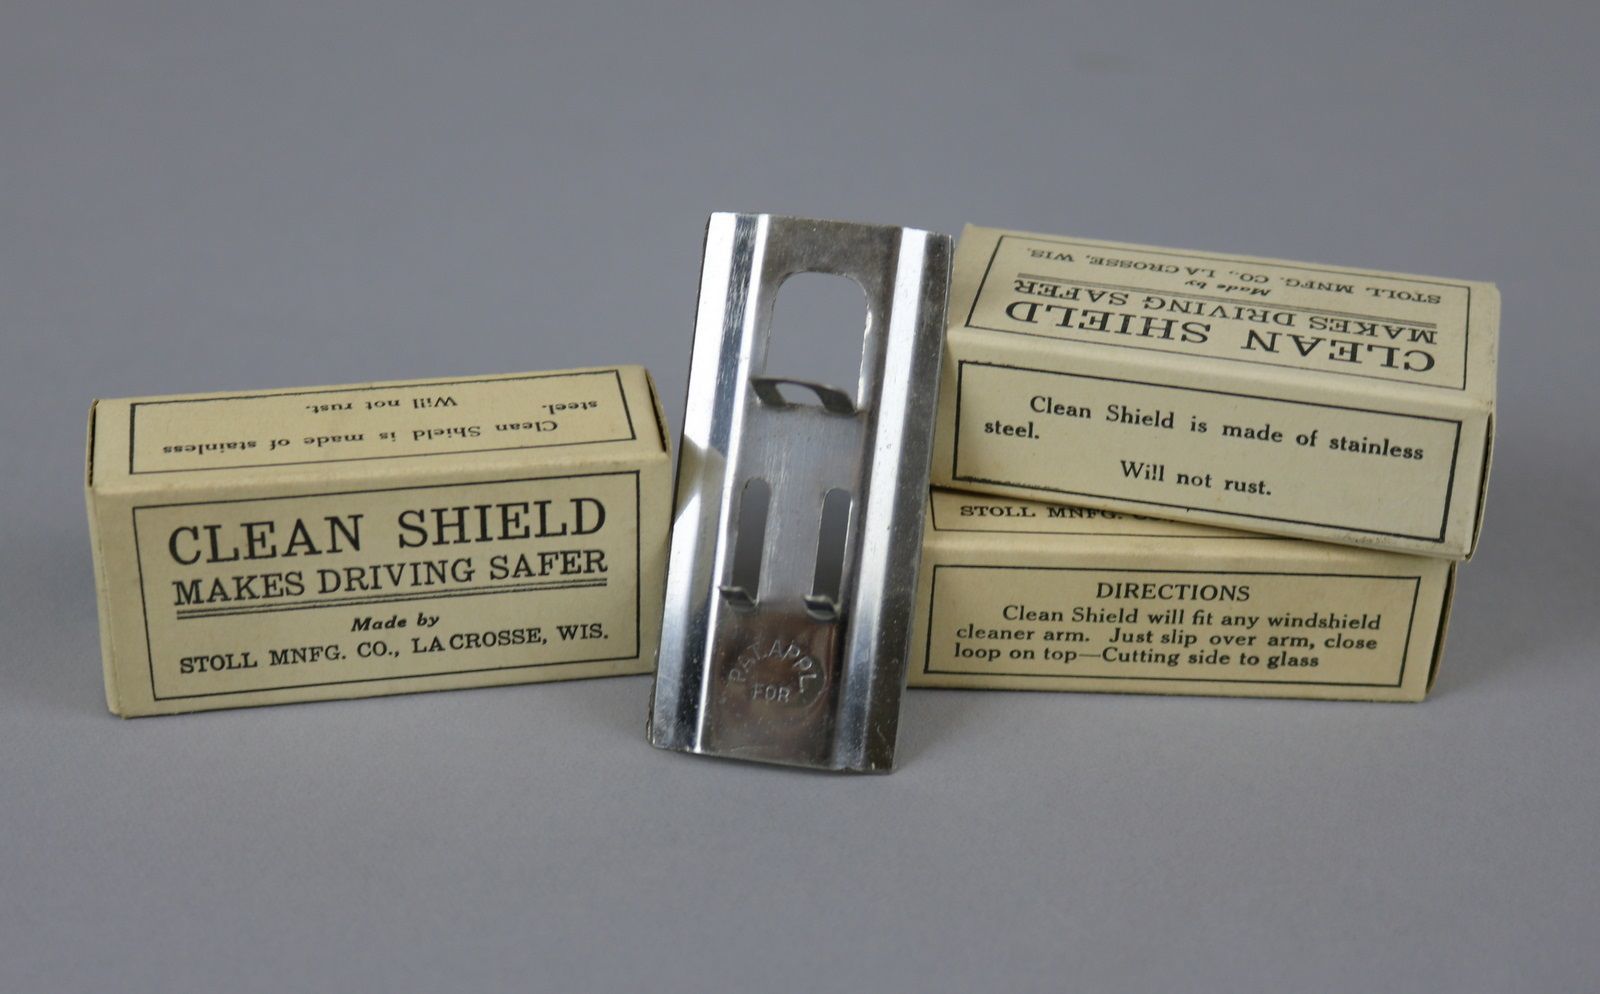 Clean Shield is made of stainless
steel.
Will not rust.
CLEAN SHIELD
MAKES DRIVING SAFER
Made by
STOLL MNFG. CO., LA CROSSE, WIS.
PAT. APPL.
FOR
CLEAN SHIELD
MAKES DRIVING SAFER
Made by
STOLL MNFG. CO., LA CROSSE, WIS.
Clean Shield is made of stainless
steel.
Will not rust.
STOLL MNFG. CO.,
DIRECTIONS
Clean Shield will fit any windshield
cleaner arm. Just slip over arm, close
loop on top—Cutting side to glass